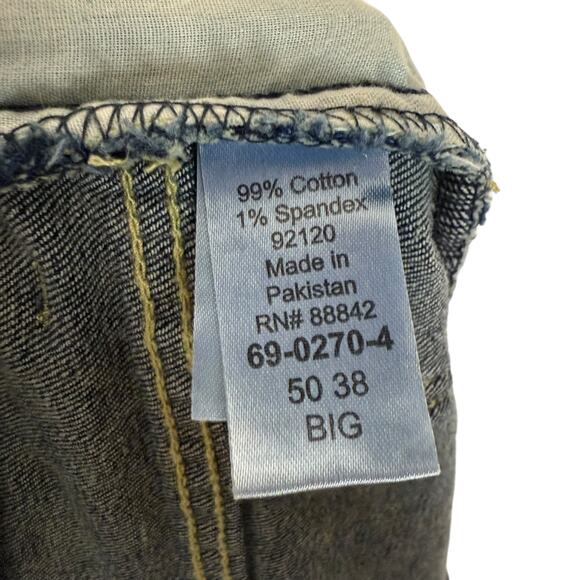 99% Cotton
1% Spandex
92120
Made in
Pakistan
RN# 88842
69-0270-4
50 38
BIG